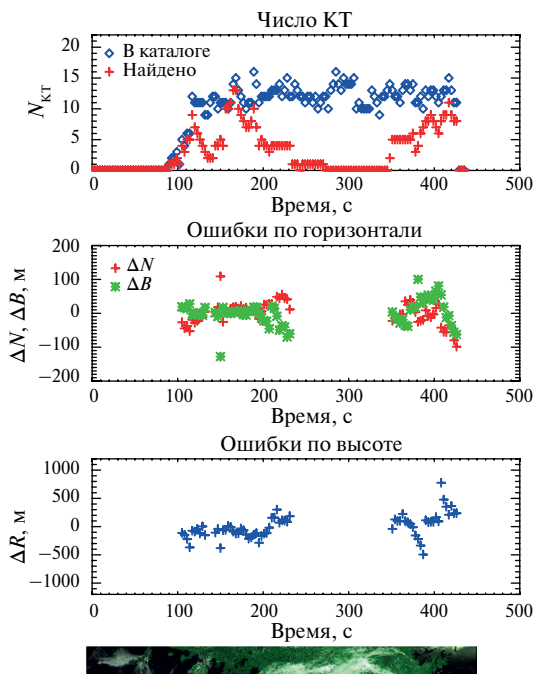 Число КТ
В каталоге
Найдено
N_КТ
20
15
10
5
0
0 100 200 300 400 500
Время, с
Ошибки по горизонтали
ΔN
ΔB
ΔN, ΔB, м
200
100
0
−100
−200
0 100 200 300 400 500
Время, с
Ошибки по высоте
ΔR, м
1000
500
0
−500
−1000
0 100 200 300 400 500
Время, с